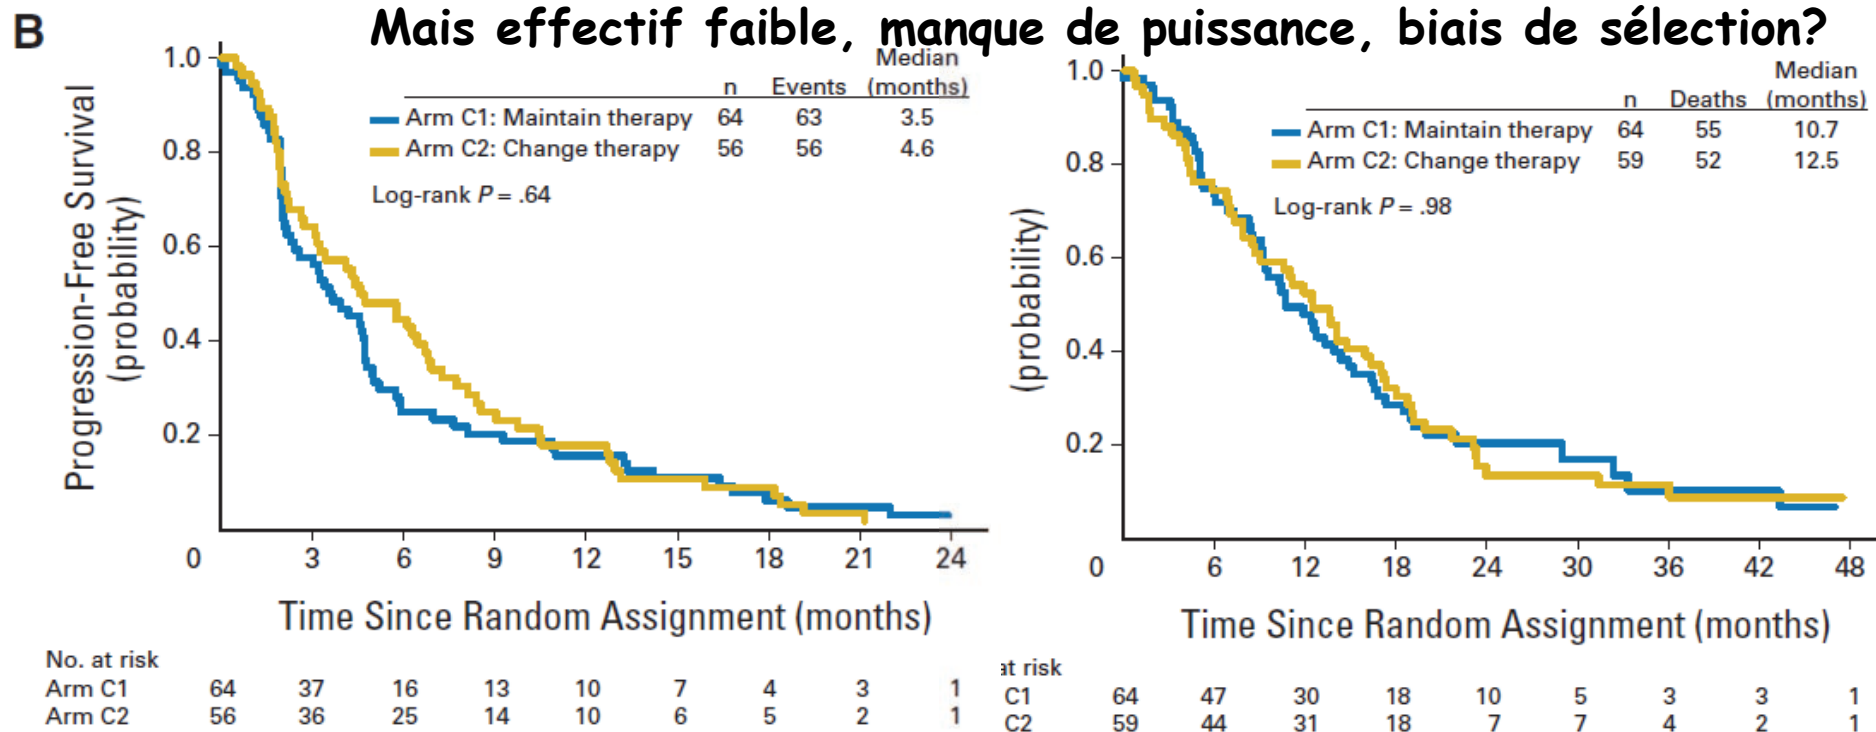 B
Mais effectif faible, manque de puissance, biais de sélection?
Progression-Free Survival
(probability)
1.0
0.8
0.6
0.4
0.2
Median
n Events (months)
Arm C1: Maintain therapy 64 63 3.5
Arm C2: Change therapy 56 56 4.6
Log-rank P = .64
0 3 6 9 12 15 18 21 24
Time Since Random Assignment (months)
No. at risk
Arm C1 64 37 16 13 10 7 4 3 1
Arm C2 56 36 25 14 10 6 5 2 1
(probability)
1.0
0.8
0.6
0.4
0.2
Median
n Deaths (months)
Arm C1: Maintain therapy 64 55 10.7
Arm C2: Change therapy 59 52 12.5
Log-rank P = .98
0 6 12 18 24 30 36 42 48
Time Since Random Assignment (months)
at risk
C1 64 47 30 18 10 5 3 3 1
C2 59 44 31 18 7 7 4 2 1